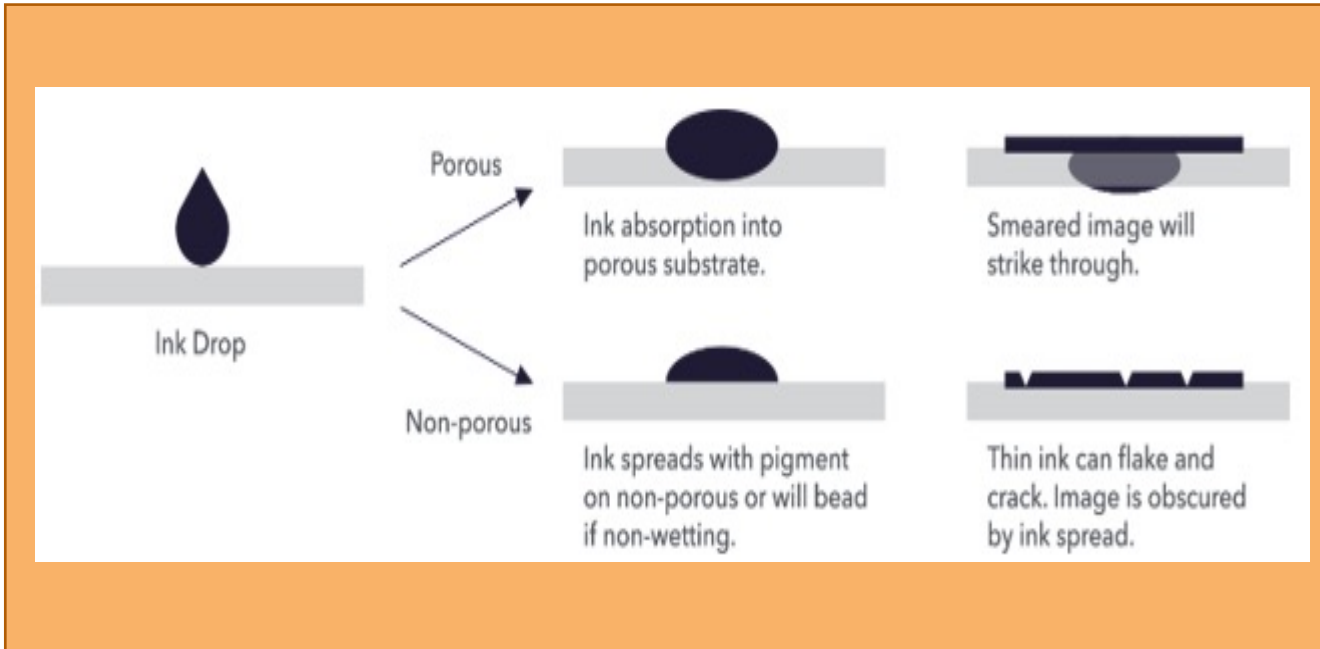 Ink Drop
Porous
Non-porous
Ink absorption into
porous substrate.
Smeared image will
strike through.
Ink spreads with pigment
on non-porous or will bead
if non-wetting.
Thin ink can flake and
crack. Image is obscured
by ink spread.